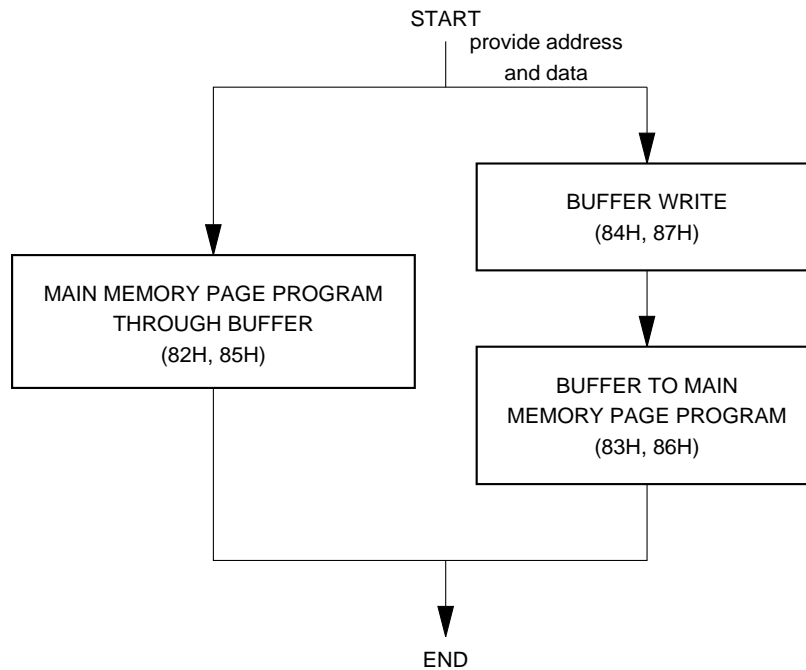 START
provide address
and data
BUFFER WRITE
(84H, 87H)
MAIN MEMORY PAGE PROGRAM
THROUGH BUFFER
(82H, 85H)
BUFFER TO MAIN
MEMORY PAGE PROGRAM
(83H, 86H)
END